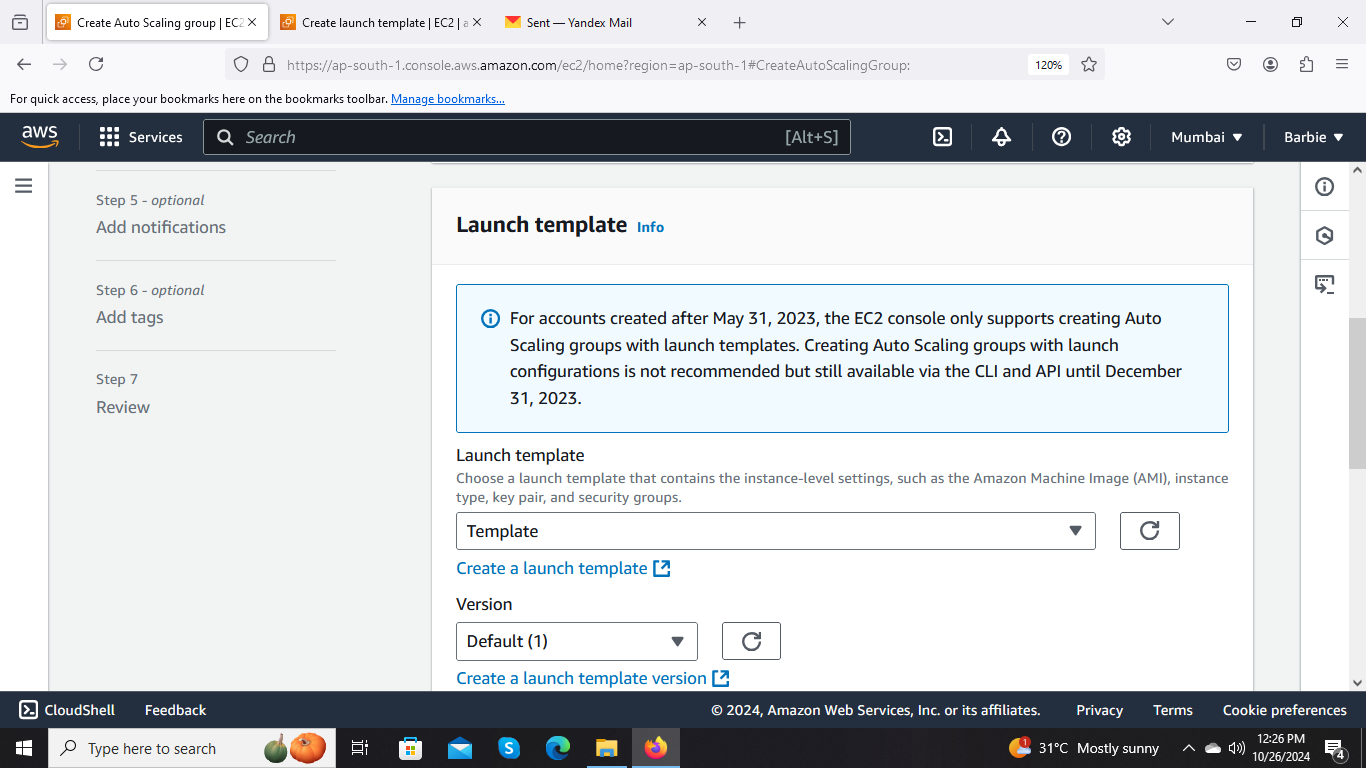 Create Auto Scaling group | EC2
Create launch template | EC2 | a
Sent — Yandex Mail
https://ap-south-1.console.aws.amazon.com/ec2/home?region=ap-south-1#CreateAutoScalingGroup:
120%
For quick access, place your bookmarks here on the bookmarks toolbar. Manage bookmarks...
aws
Services
Search
[Alt+S]
Mumbai
Barbie
Step 5 - optional
Add notifications
Step 6 - optional
Add tags
Step 7
Review
Launch template Info
For accounts created after May 31, 2023, the EC2 console only supports creating Auto
Scaling groups with launch templates. Creating Auto Scaling groups with launch
configurations is not recommended but still available via the CLI and API until December
31, 2023.
Launch template
Choose a launch template that contains the instance-level settings, such as the Amazon Machine Image (AMI), instance
type, key pair, and security groups.
Template
Create a launch template
Version
Default (1)
Create a launch template version
CloudShell
Feedback
© 2024, Amazon Web Services, Inc. or its affiliates.
Privacy
Terms
Cookie preferences
Type here to search
1
31°C Mostly sunny
12:26 PM
10/26/2024
4